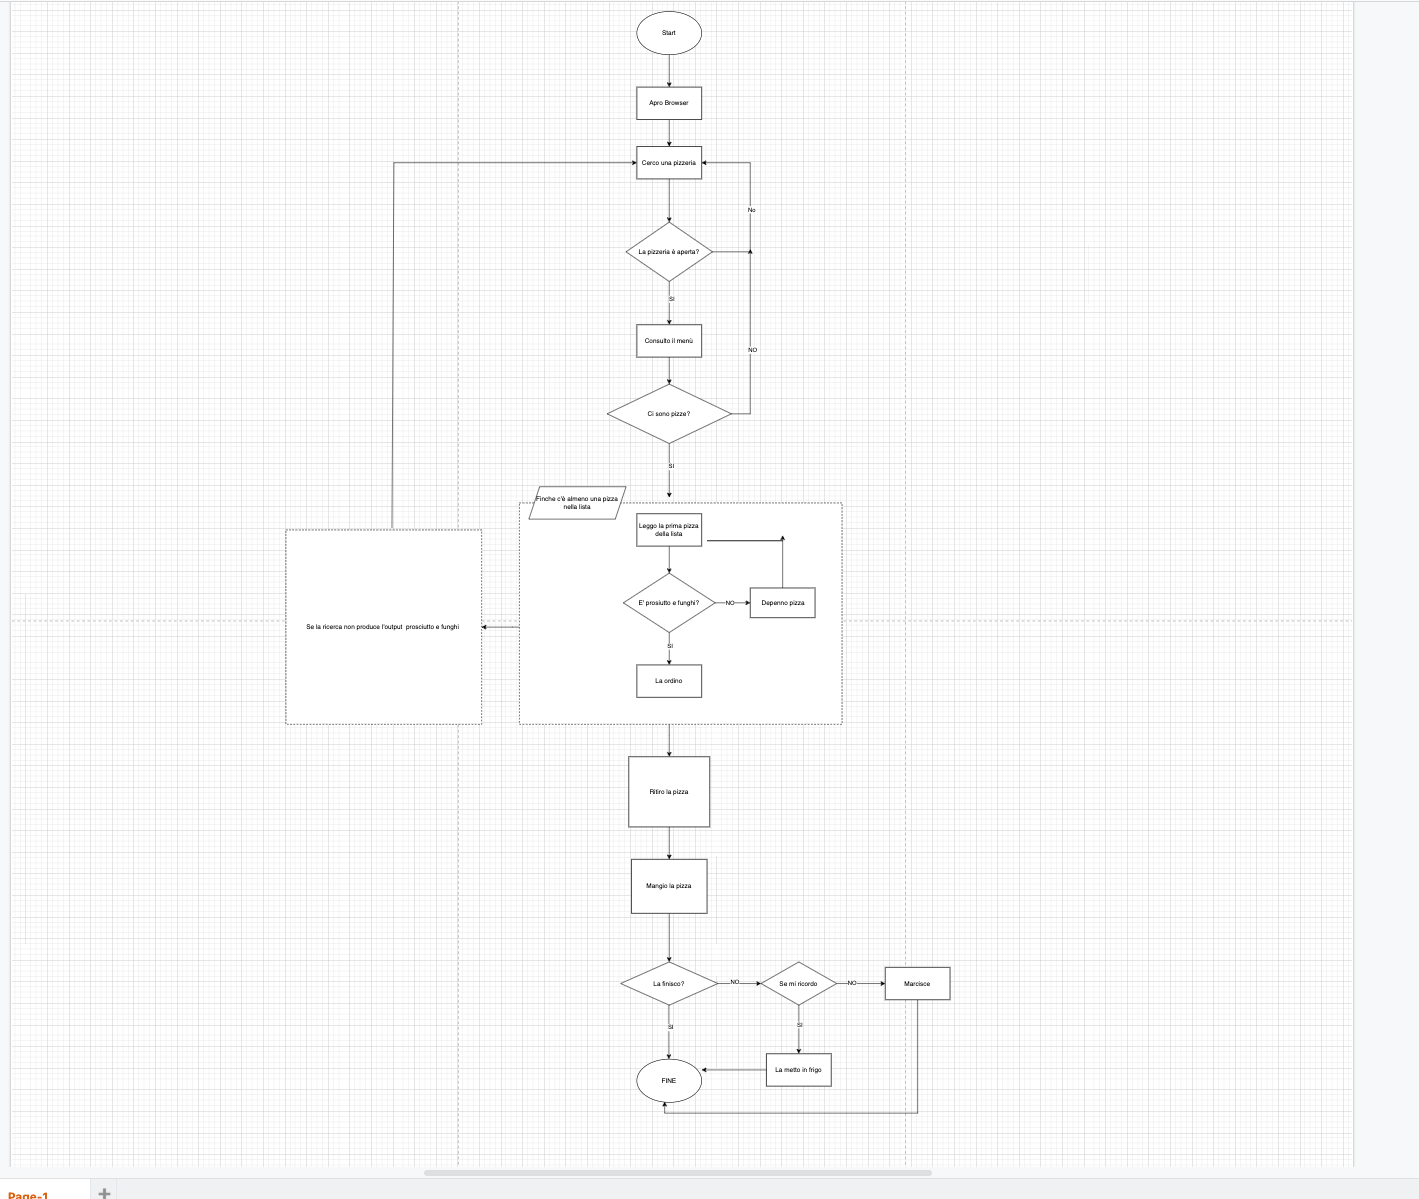 Start
Apro Browser
Cerco una pizzeria
No
La pizzeria è aperta?
SI
Consulto il menù
NO
Ci sono pizze?
SI
Finche c'è almeno una pizza
nella lista
Leggo la prima pizza
della lista
E' prosiutto e funghi?
NO
Depenno pizza
Se la ricerca non produce l'output prosciutto e funghi
SI
La ordino
Ritiro la pizza
Mangio la pizza
La finisco?
NO
Se mi ricordo
NO
Marcisce
SI
SI
La metto in frigo
FINE
Page-1